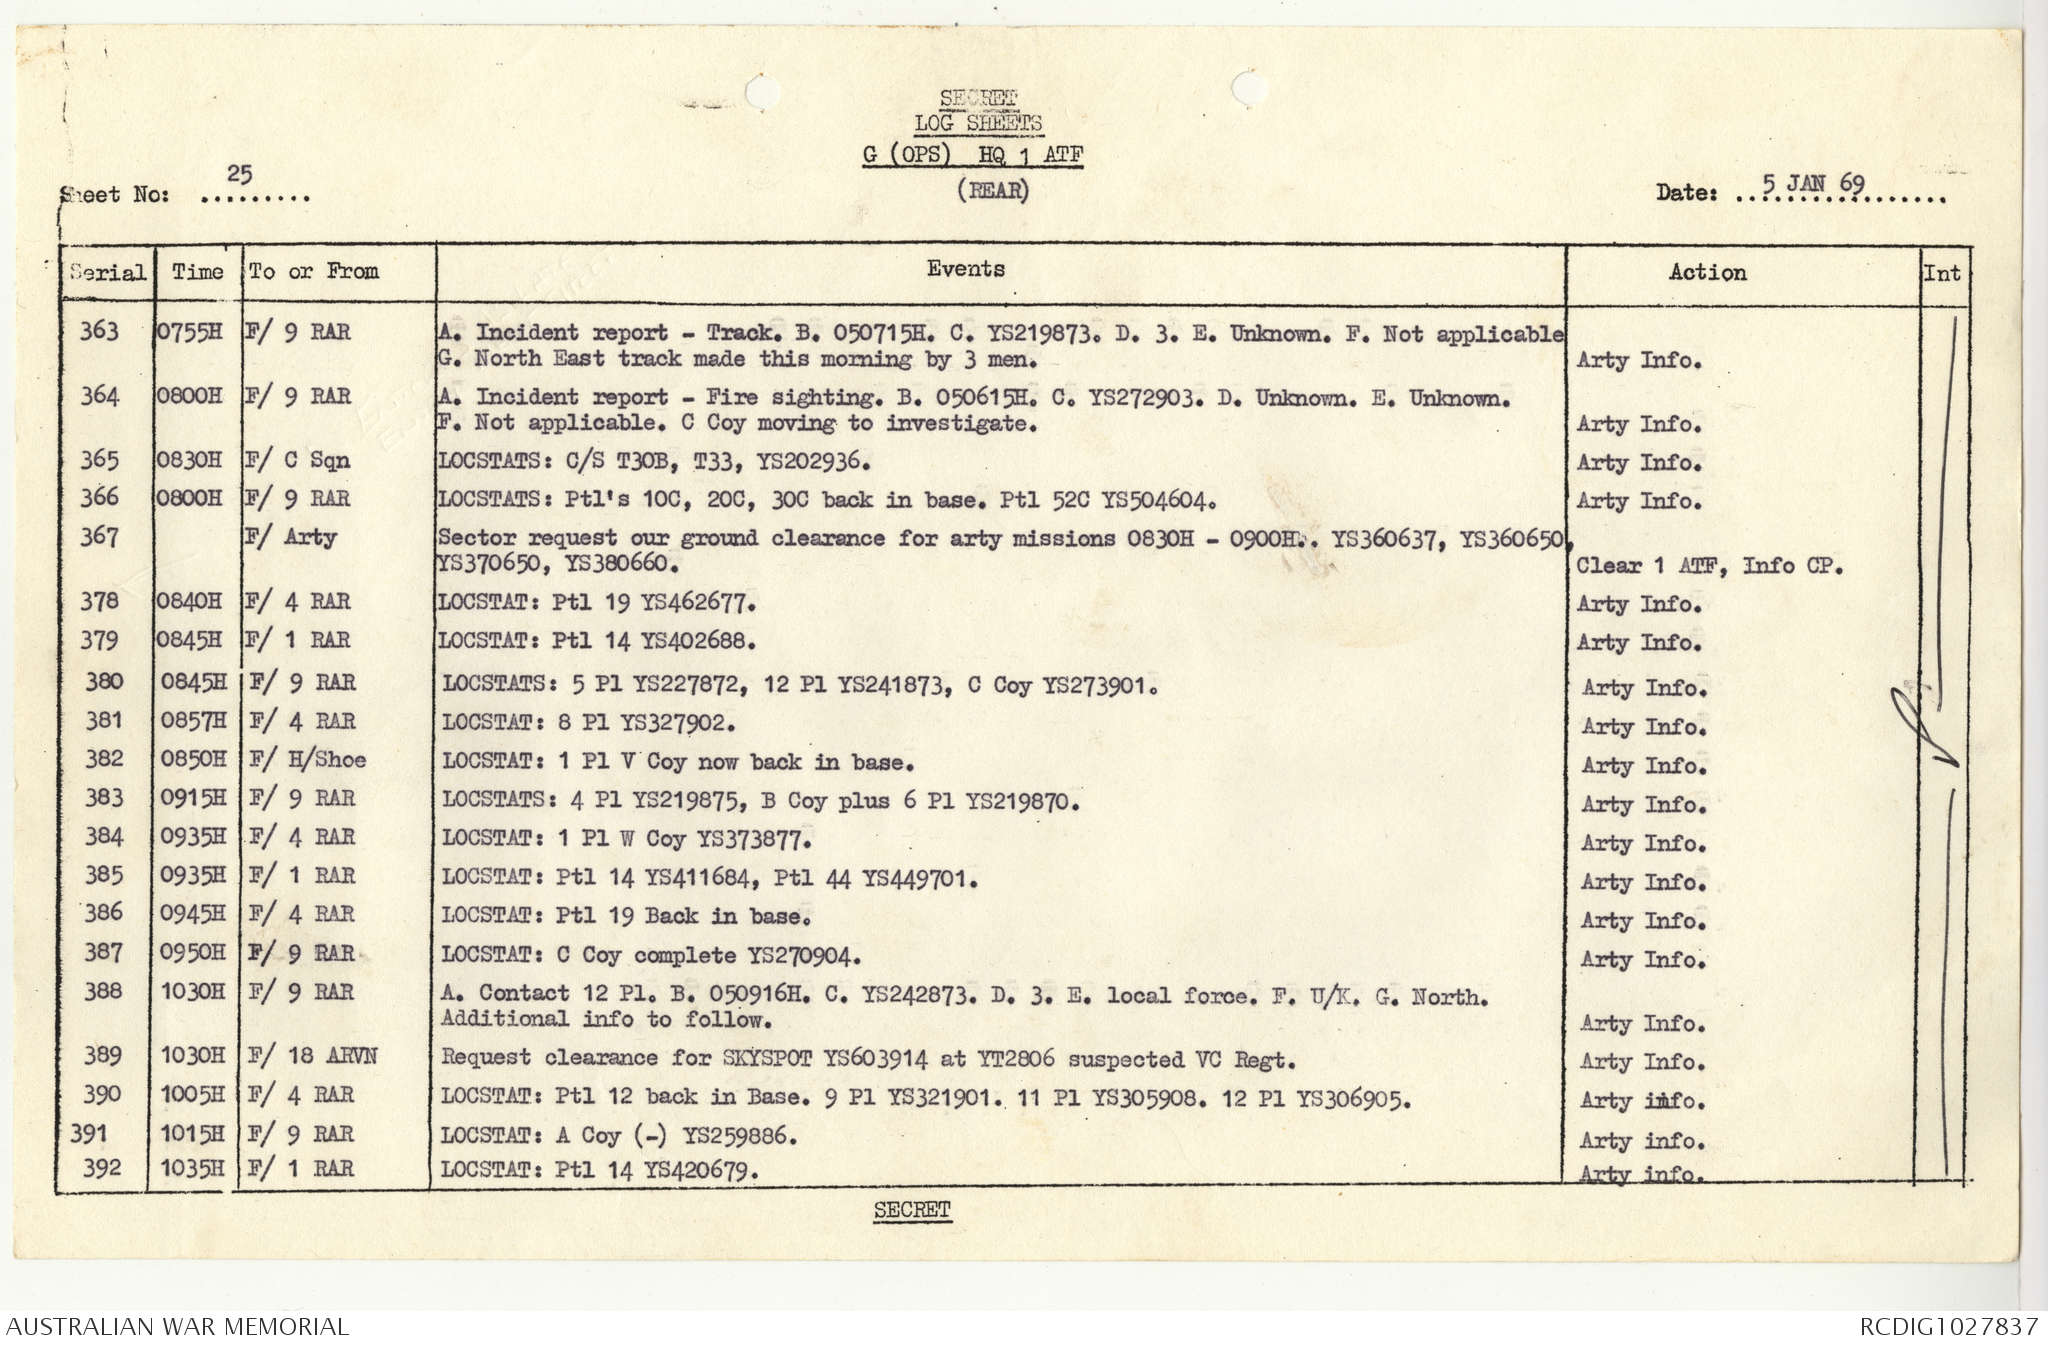 SECRET
LOG SHEETS
G (OPS) HQ 1 ATF
(REAR)
Sheet No: 25
Date: 5 JAN 69
Serial Time To or From Events Action Int
363 0755H F/ 9 RAR A. Incident report - Track. B. 050715H. C. YS219873. D. 3. E. Unknown. F. Not applicable
G. North East track made this morning by 3 men. Arty Info.
364 0800H F/ 9 RAR A. Incident report - Fire sighting. B. 050615H. C. YS272903. D. Unknown. E. Unknown.
F. Not applicable. C Coy moving to investigate. Arty Info.
365 0830H F/ C Sqn LOCSTATS: C/S T30B, T33, YS202936. Arty Info.
366 0800H F/ 9 RAR LOCSTATS: Ptl's 10C, 20C, 30C back in base. Ptl 52C YS504604. Arty Info.
367 F/ Arty Sector request our ground clearance for arty missions 0830H - 0900H.. YS360637, YS360650,
YS370650, YS380660. Clear 1 ATF, Info CP.
378 0840H F/ 4 RAR LOCSTAT: Ptl 19 YS462677. Arty Info.
379 0845H F/ 1 RAR LOCSTAT: Ptl 14 YS402688. Arty Info.
380 0845H F/ 9 RAR LOCSTATS: 5 Pl YS227872, 12 Pl YS241873, C Coy YS273901. Arty Info.
381 0857H F/ 4 RAR LOCSTAT: 8 Pl YS327902. Arty Info.
382 0850H F/ H/Shoe LOCSTAT: 1 Pl V Coy now back in base. Arty Info.
383 0915H F/ 9 RAR LOCSTATS: 4 Pl YS219875, B Coy plus 6 Pl YS219870. Arty Info.
384 0935H F/ 4 RAR LOCSTAT: 1 Pl W Coy YS373877. Arty Info.
385 0935H F/ 1 RAR LOCSTAT: Ptl 14 YS411684, Ptl 44 YS449701. Arty Info.
386 0945H F/ 4 RAR LOCSTAT: Ptl 19 Back in base. Arty Info.
387 0950H F/ 9 RAR LOCSTAT: C Coy complete YS270904. Arty Info.
388 1030H F/ 9 RAR A. Contact 12 Pl. B. 050916H. C. YS242873. D. 3. E. local force. F. U/K. G. North.
Additional info to follow. Arty Info.
389 1030H F/ 18 ARVN Request clearance for SKYSPOT YS603914 at YT2806 suspected VC Regt. Arty Info.
390 1005H F/ 4 RAR LOCSTAT: Ptl 12 back in Base. 9 Pl YS321901. 11 Pl YS305908. 12 Pl YS306905. Arty info.
391 1015H F/ 9 RAR LOCSTAT: A Coy (-) YS259886. Arty info.
392 1035H F/ 1 RAR LOCSTAT: Ptl 14 YS420679. Arty info.
SECRET
AUSTRALIAN WAR MEMORIAL RCDIG1027837